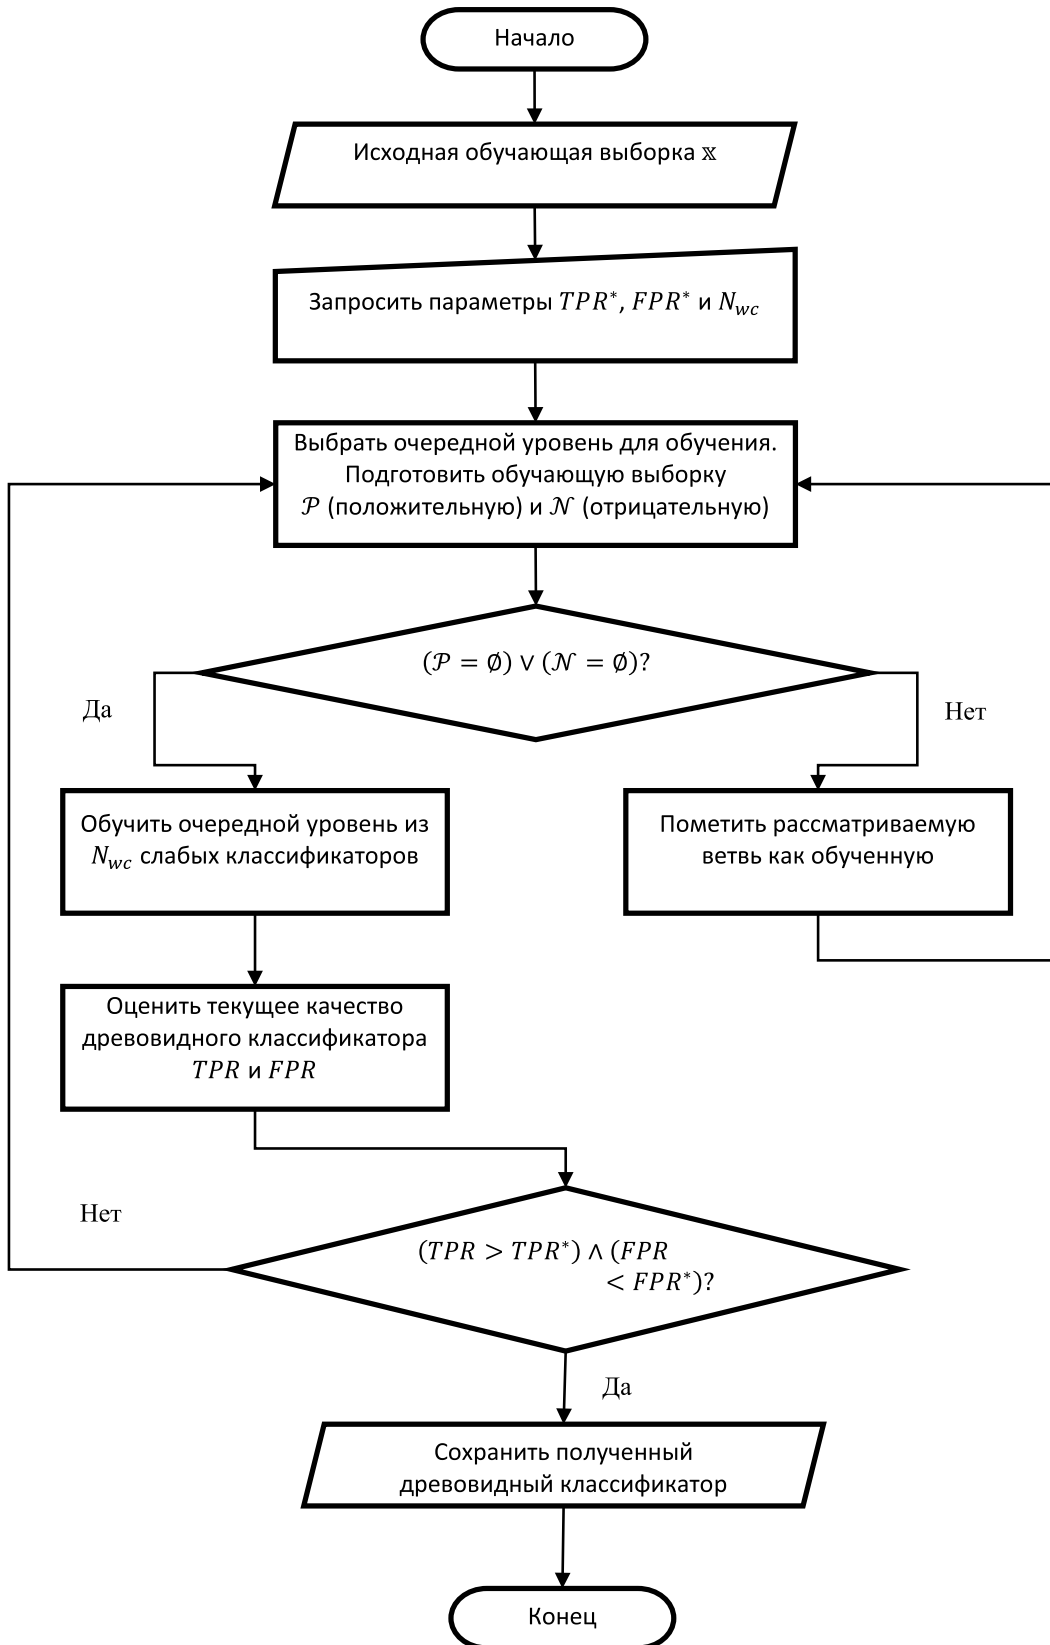 Начало
Исходная обучающая выборка 𝕩
Запросить параметры TPR*, FPR* и N_wc
Выбрать очередной уровень для обучения.
Подготовить обучающую выборку
𝒫 (положительную) и 𝒩 (отрицательную)
(𝒫 = ∅) ∨ (𝒩 = ∅)?
Да
Нет
Обучить очередной уровень из
N_wc слабых классификаторов
Пометить рассматриваемую
ветвь как обученную
Оценить текущее качество
древовидного классификатора
TPR и FPR
Нет
(TPR > TPR*) ∧ (FPR
< FPR*)?
Да
Сохранить полученный
древовидный классификатор
Конец